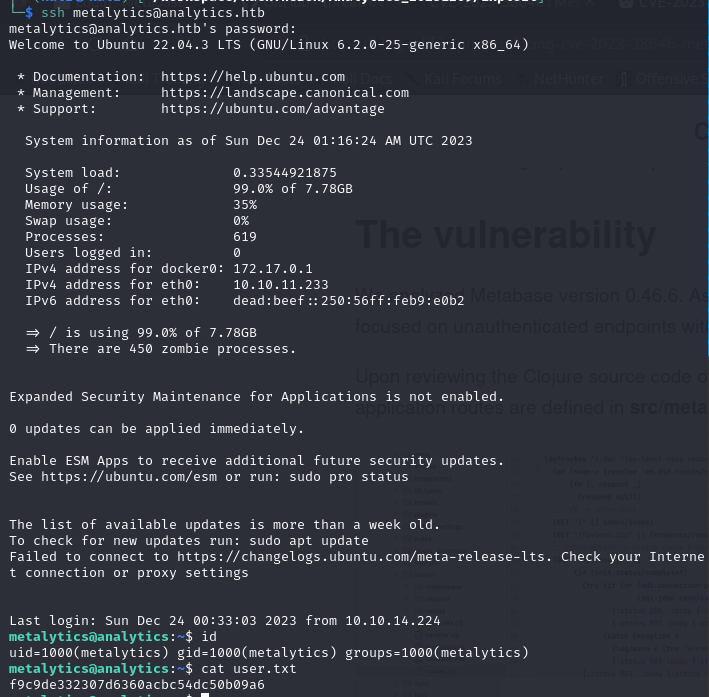 $ ssh metalytics@analytics.htb
metalytics@analytics.htb's password:
Welcome to Ubuntu 22.04.3 LTS (GNU/Linux 6.2.0-25-generic x86_64)
* Documentation:  https://help.ubuntu.com
* Management:     https://landscape.canonical.com
* Support:        https://ubuntu.com/advantage
System information as of Sun Dec 24 01:16:24 AM UTC 2023
System load:              0.33544921875
Usage of /:               99.0% of 7.78GB
Memory usage:             35%
Swap usage:               0%
Processes:                619
Users logged in:          0
IPv4 address for docker0: 172.17.0.1
IPv4 address for eth0:    10.10.11.233
IPv6 address for eth0:    dead:beef::250:56ff:feb9:e0b2
=> / is using 99.0% of 7.78GB
=> There are 450 zombie processes.
Expanded Security Maintenance for Applications is not enabled.
0 updates can be applied immediately.
Enable ESM Apps to receive additional future security updates.
See https://ubuntu.com/esm or run: sudo pro status
The list of available updates is more than a week old.
To check for new updates run: sudo apt update
Failed to connect to https://changelogs.ubuntu.com/meta-release-lts. Check your Interne
t connection or proxy settings
Last login: Sun Dec 24 00:33:03 2023 from 10.10.14.224
metalytics@analytics:~$ id
uid=1000(metalytics) gid=1000(metalytics) groups=1000(metalytics)
metalytics@analytics:~$ cat user.txt
f9c9de332307d6360acbc54dc50b09a6
Kali Forums
NetHunter
Offensive
The vulnerability
Metabase version 0.46.6. As
focused on unauthenticated endpoints
Upon reviewing the Clojure source code
application routes are defined in src/meta